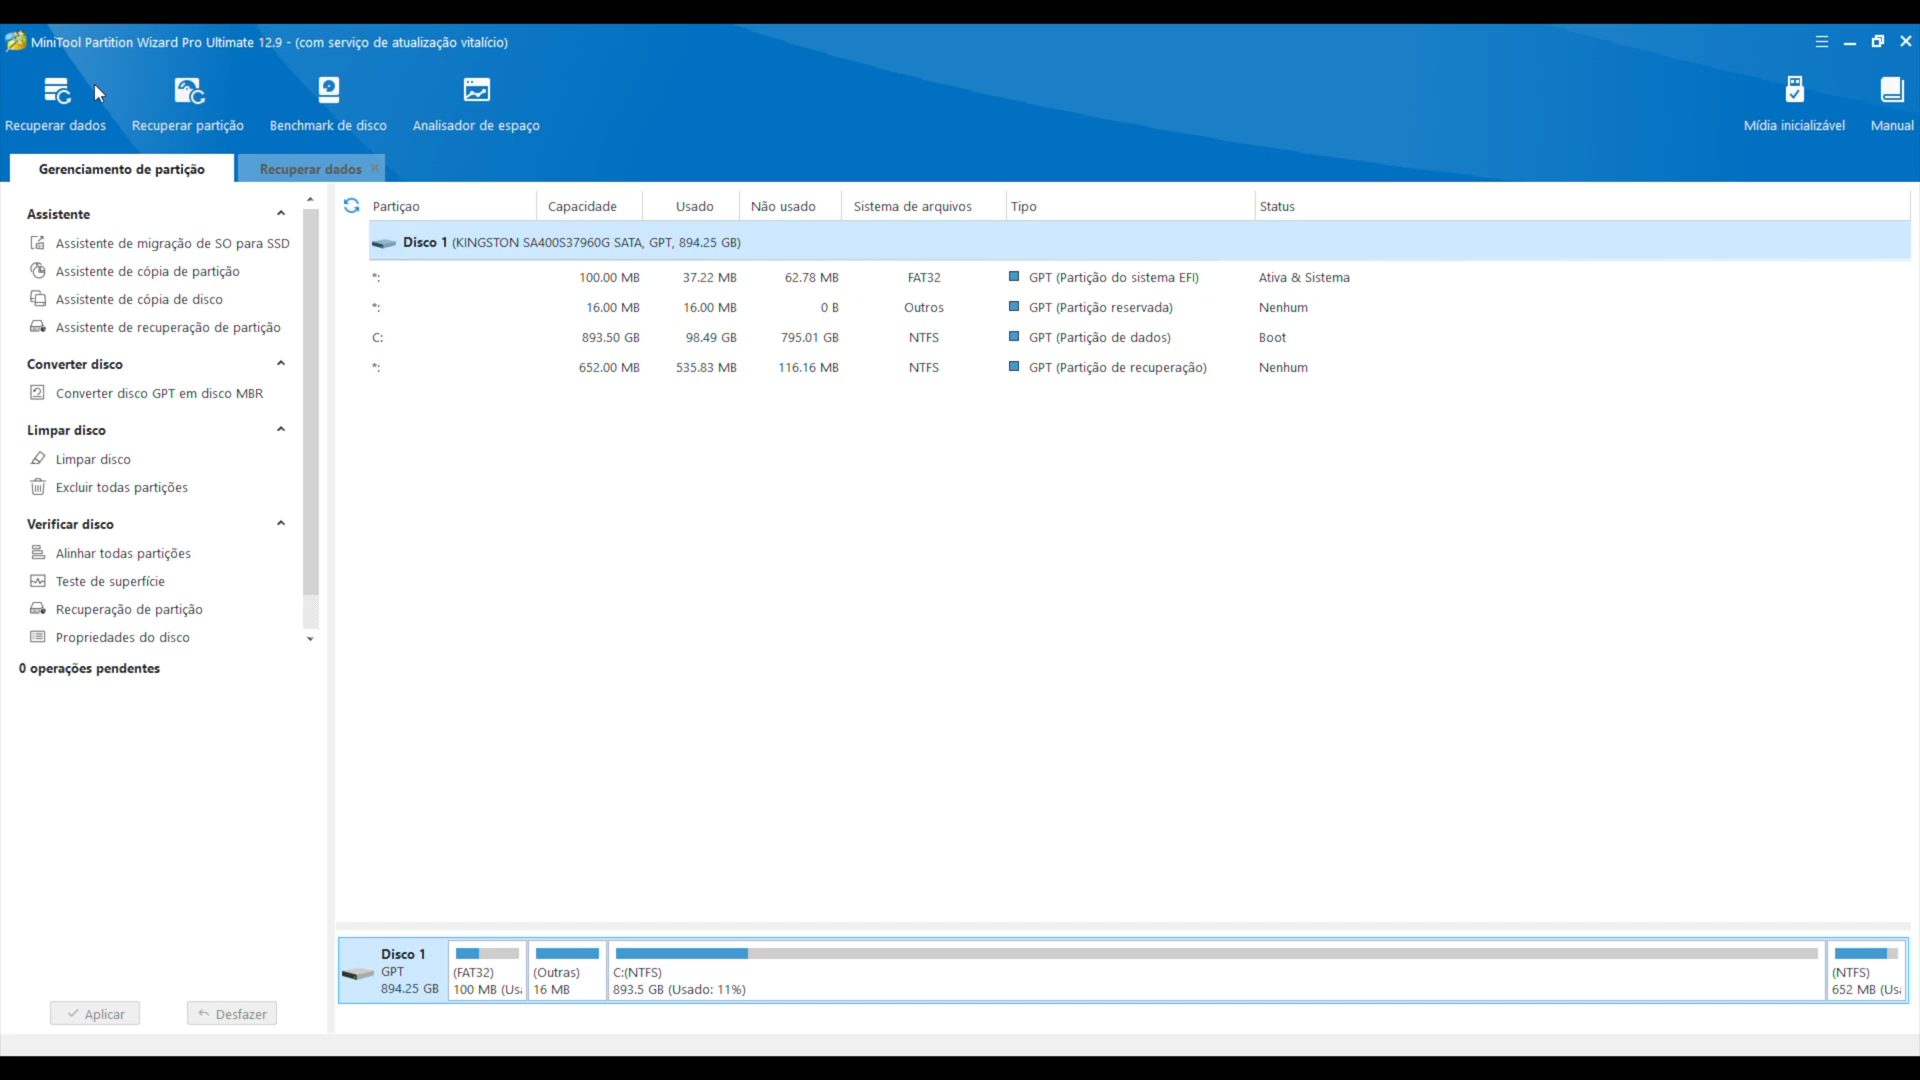 MiniTool Partition Wizard Pro Ultimate 12.9 - (com serviço de atualização vitalício)
Recuperar dados
Recuperar partição
Benchmark de disco
Analisador de espaço
Mídia inicializável
Manual
Gerenciamento de partição
Recuperar dados
Assistente
Assistente de migração de SO para SSD
Assistente de cópia de partição
Assistente de cópia de disco
Assistente de recuperação de partição
Converter disco
Converter disco GPT em disco MBR
Limpar disco
Limpar disco
Excluir todas partições
Verificar disco
Alinhar todas partições
Teste de superfície
Recuperação de partição
Propriedades do disco
0 operações pendentes
Aplicar
Desfazer
Partiçao Capacidade Usado Não usado Sistema de arquivos Tipo Status
Disco 1 (KINGSTON SA400S37960G SATA, GPT, 894.25 GB)
*: 100.00 MB 37.22 MB 62.78 MB FAT32 GPT (Partição do sistema EFI) Ativa & Sistema
*: 16.00 MB 16.00 MB 0 B Outros GPT (Partição reservada) Nenhum
C: 893.50 GB 98.49 GB 795.01 GB NTFS GPT (Partição de dados) Boot
*: 652.00 MB 535.83 MB 116.16 MB NTFS GPT (Partição de recuperação) Nenhum
Disco 1
GPT
894.25 GB
(FAT32)
100 MB (Us
(Outras)
16 MB
C:(NTFS)
893.5 GB (Usado: 11%)
(NTFS)
652 MB (Us